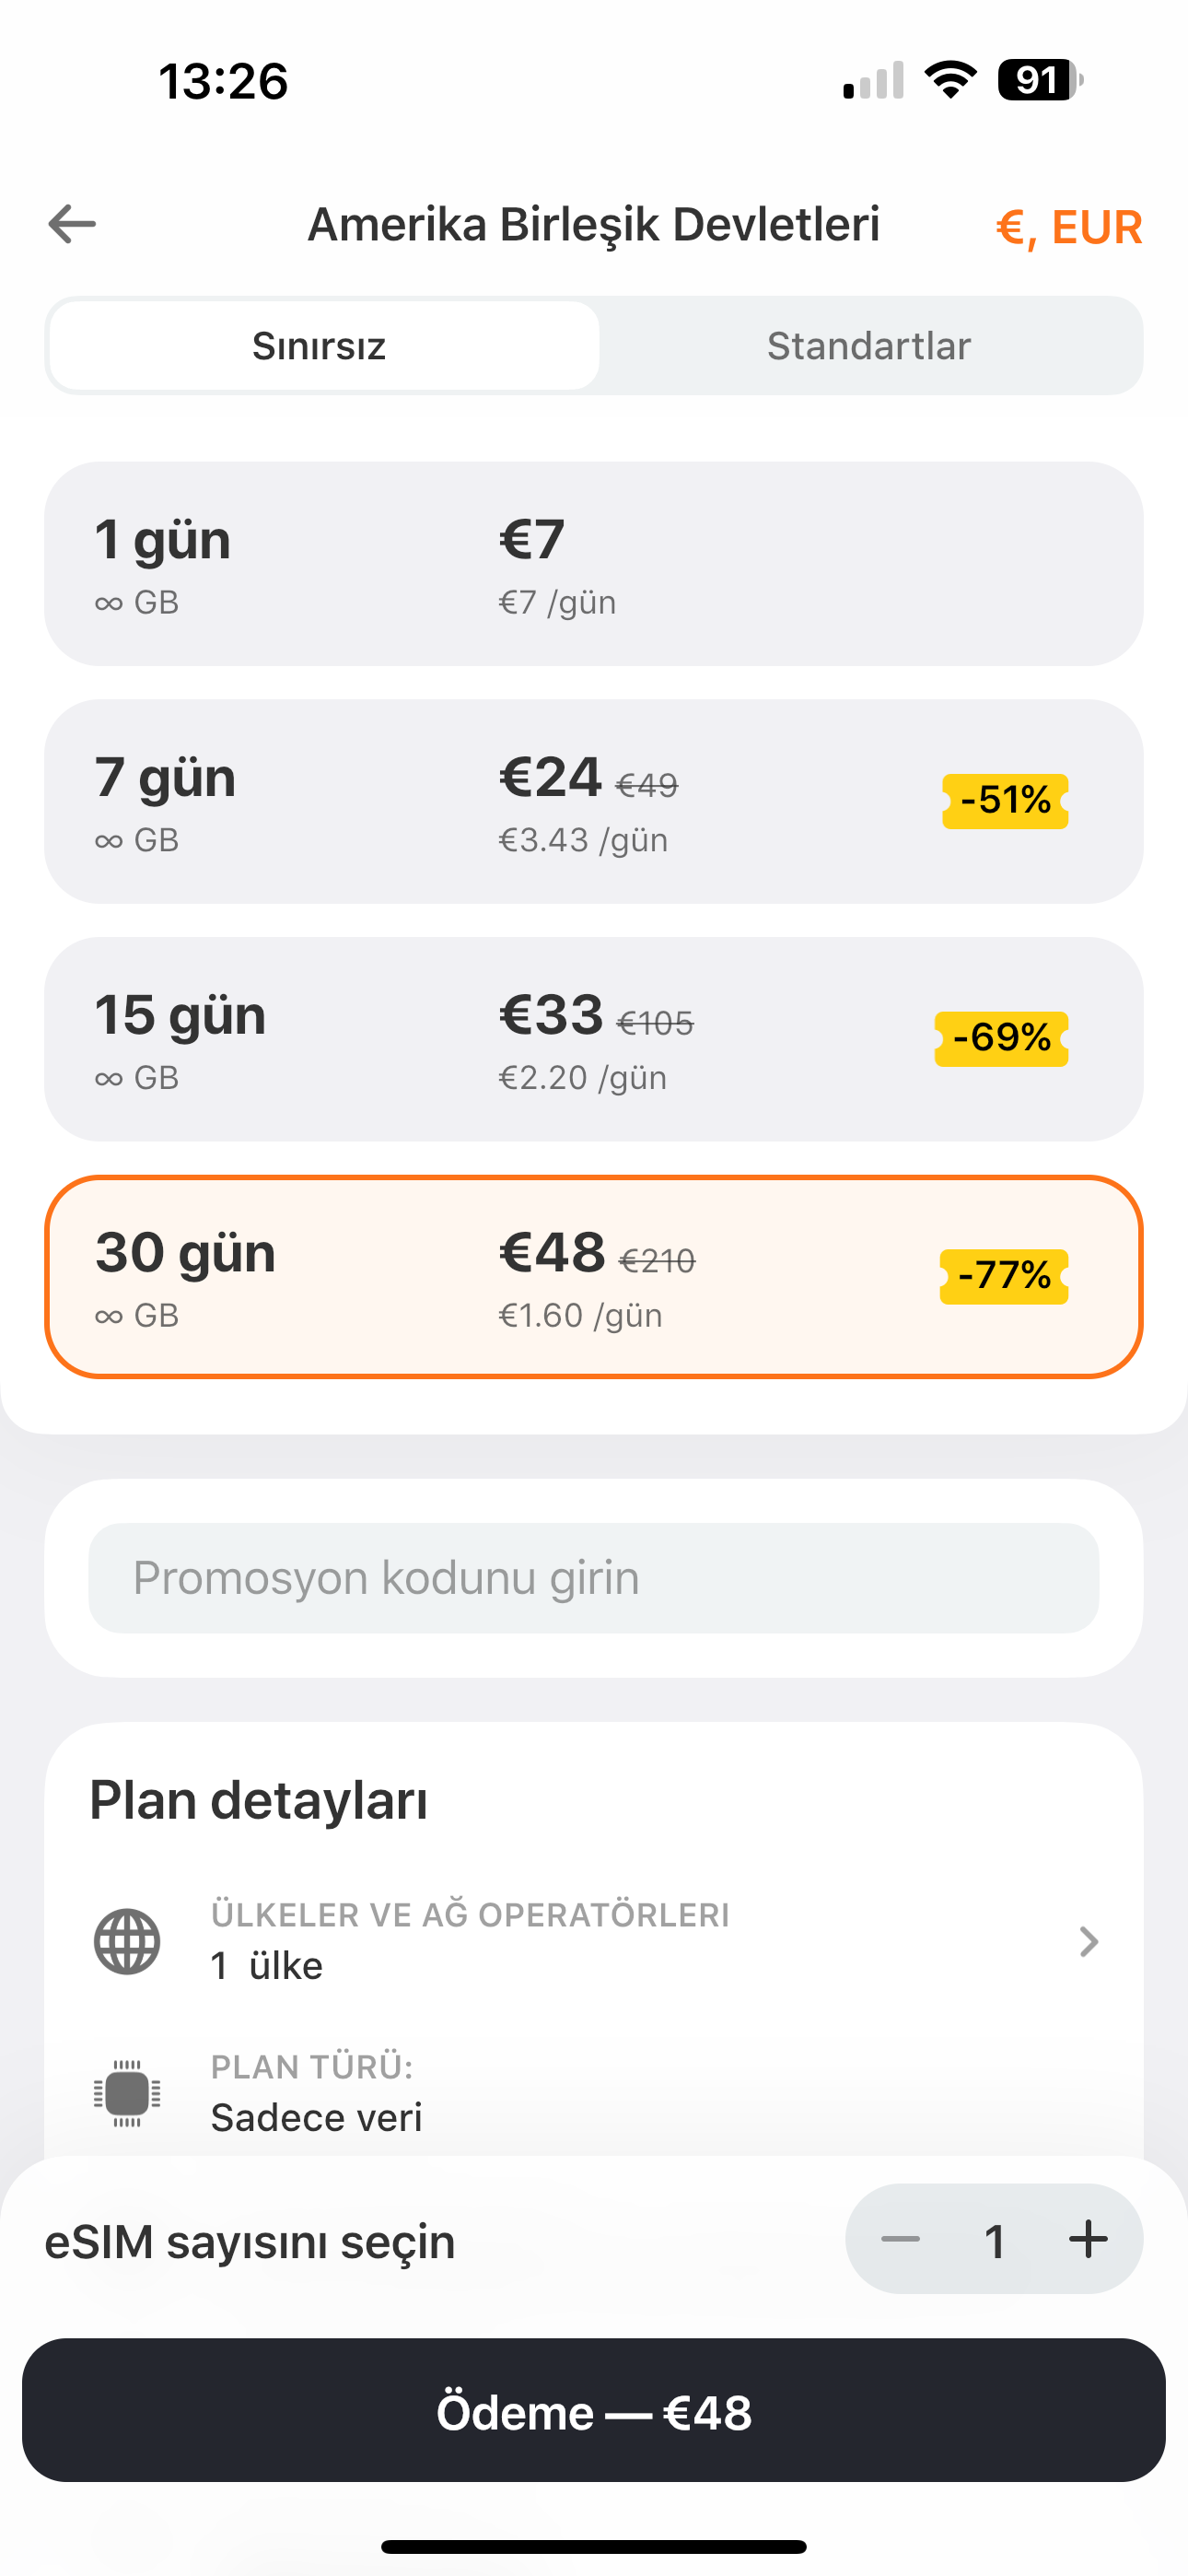 13:26
91
Amerika Birleşik Devletleri
€, EUR
Sınırsız
Standartlar
1 gün
€7
∞ GB
€7 /gün
7 gün
€24 €49
-51%
∞ GB
€3.43 /gün
15 gün
€33 €105
-69%
∞ GB
€2.20 /gün
30 gün
€48 €210
-77%
∞ GB
€1.60 /gün
Promosyon kodunu girin
Plan detayları
ÜLKELER VE AĞ OPERATÖRLERI
1 ülke
PLAN TÜRÜ:
Sadece veri
eSIM sayısını seçin
1
Ödeme — €48